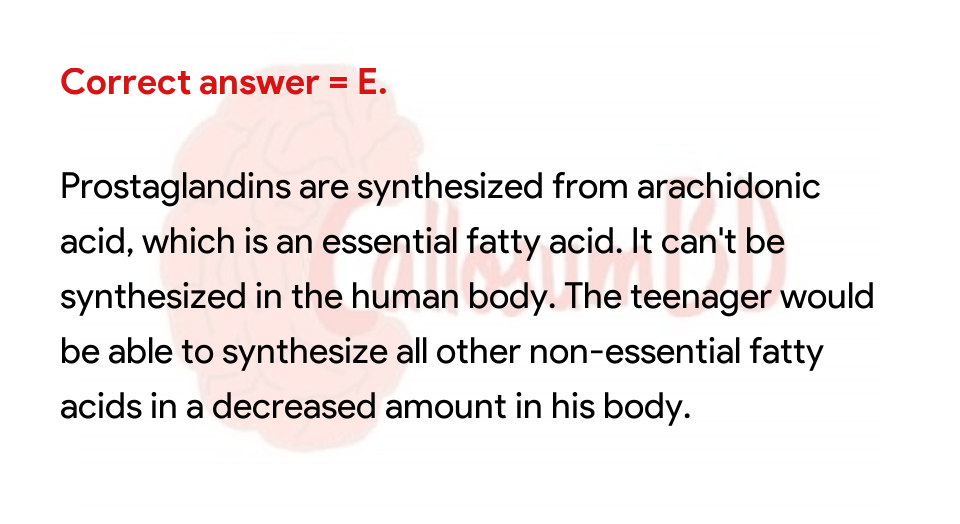 Correct answer = E.
Prostaglandins are synthesized from arachidonic
acid, which is an essential fatty acid. It can't be
synthesized in the human body. The teenager would
be able to synthesize all other non-essential fatty
acids in a decreased amount in his body.
CallosumBD